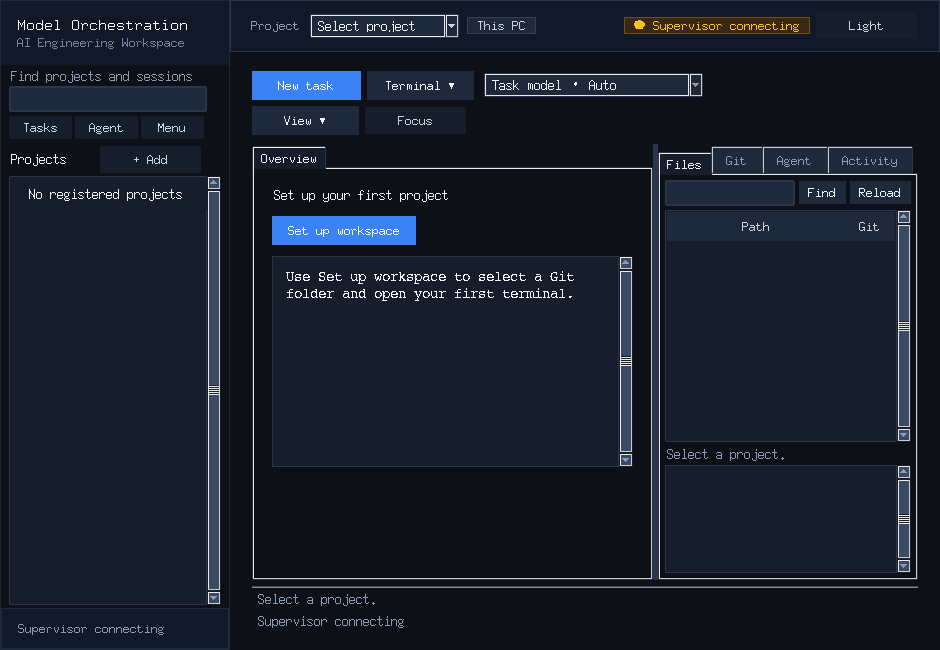 Model Orchestration
AI Engineering Workspace
Project
Select project
This PC
Supervisor connecting
Light
Find projects and sessions
Tasks
Agent
Menu
Projects
+ Add
No registered projects
Supervisor connecting
New task
Terminal ▾
Task model • Auto
View ▾
Focus
Overview
Set up your first project
Set up workspace
Use Set up workspace to select a Git
folder and open your first terminal.
Files
Git
Agent
Activity
Find
Reload
Path
Git
Select a project.
Select a project.
Supervisor connecting